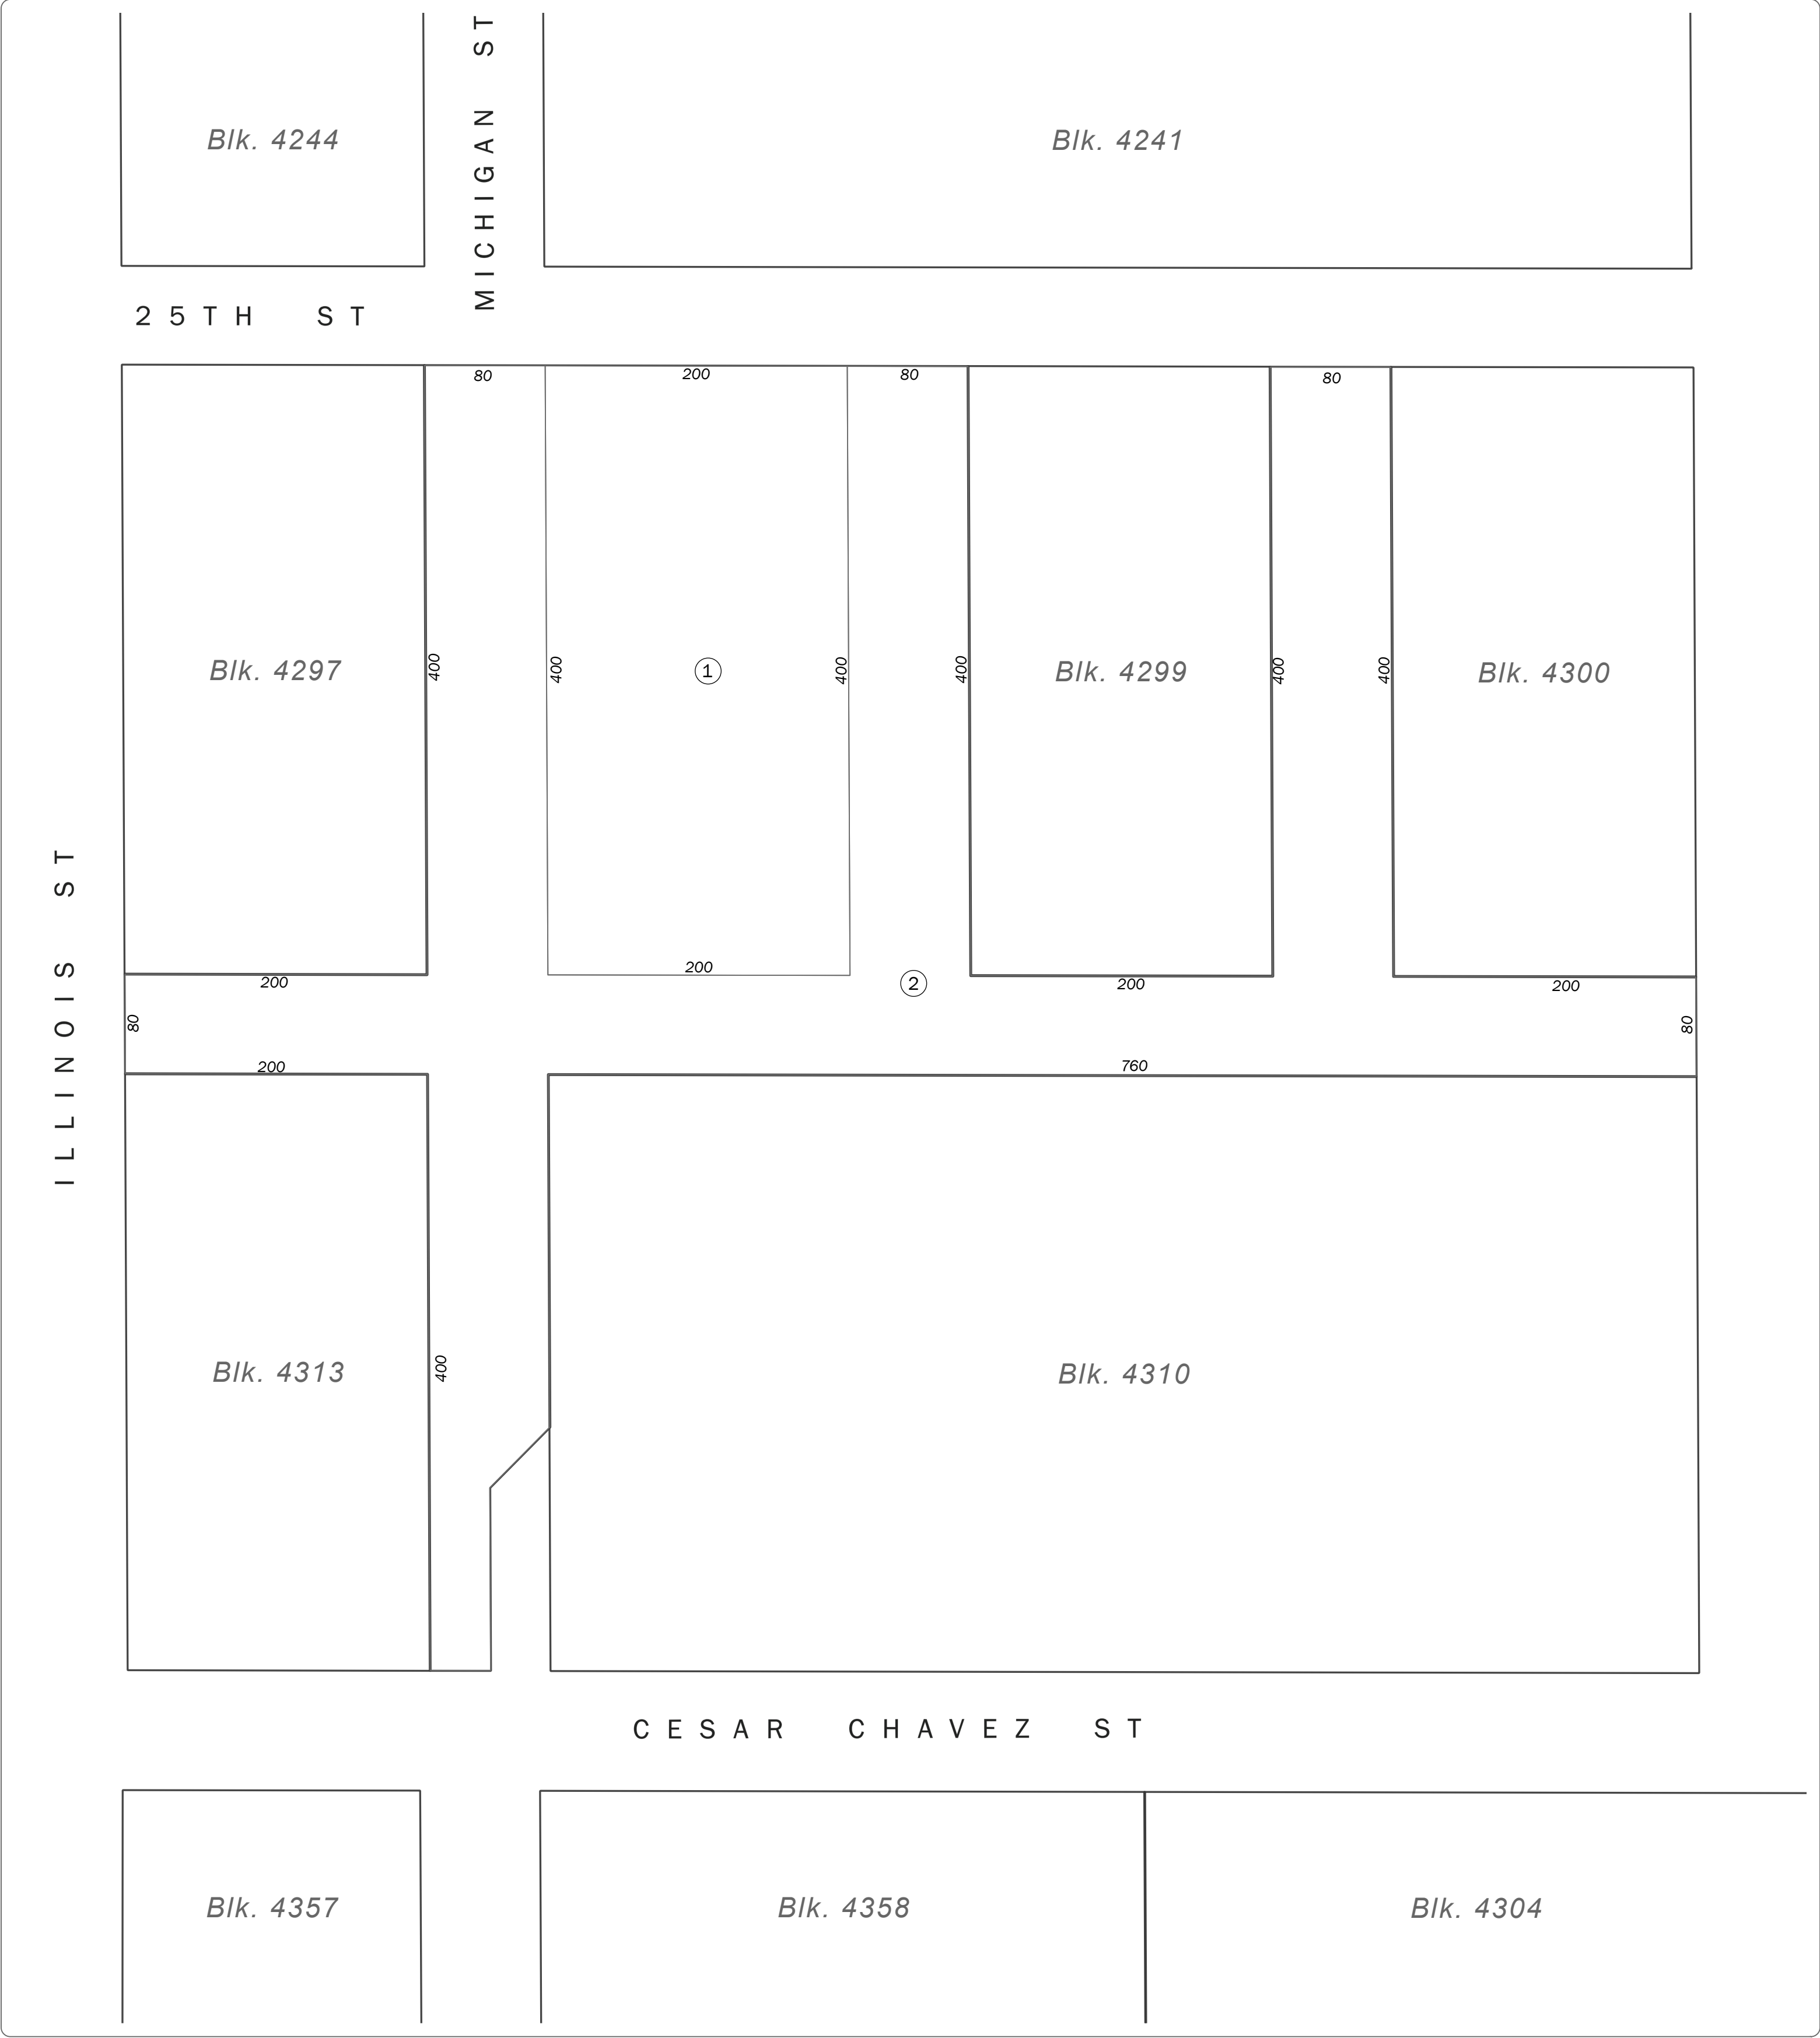 MICHIGAN ST
Blk. 4244
Blk. 4241
25TH ST
80
200
80
80
Blk. 4297
400
400
1
400
400
Blk. 4299
400
400
Blk. 4300
ILLINOIS ST
200
200
2
200
200
80
80
200
760
Blk. 4313
400
Blk. 4310
CESAR CHAVEZ ST
Blk. 4357
Blk. 4358
Blk. 4304